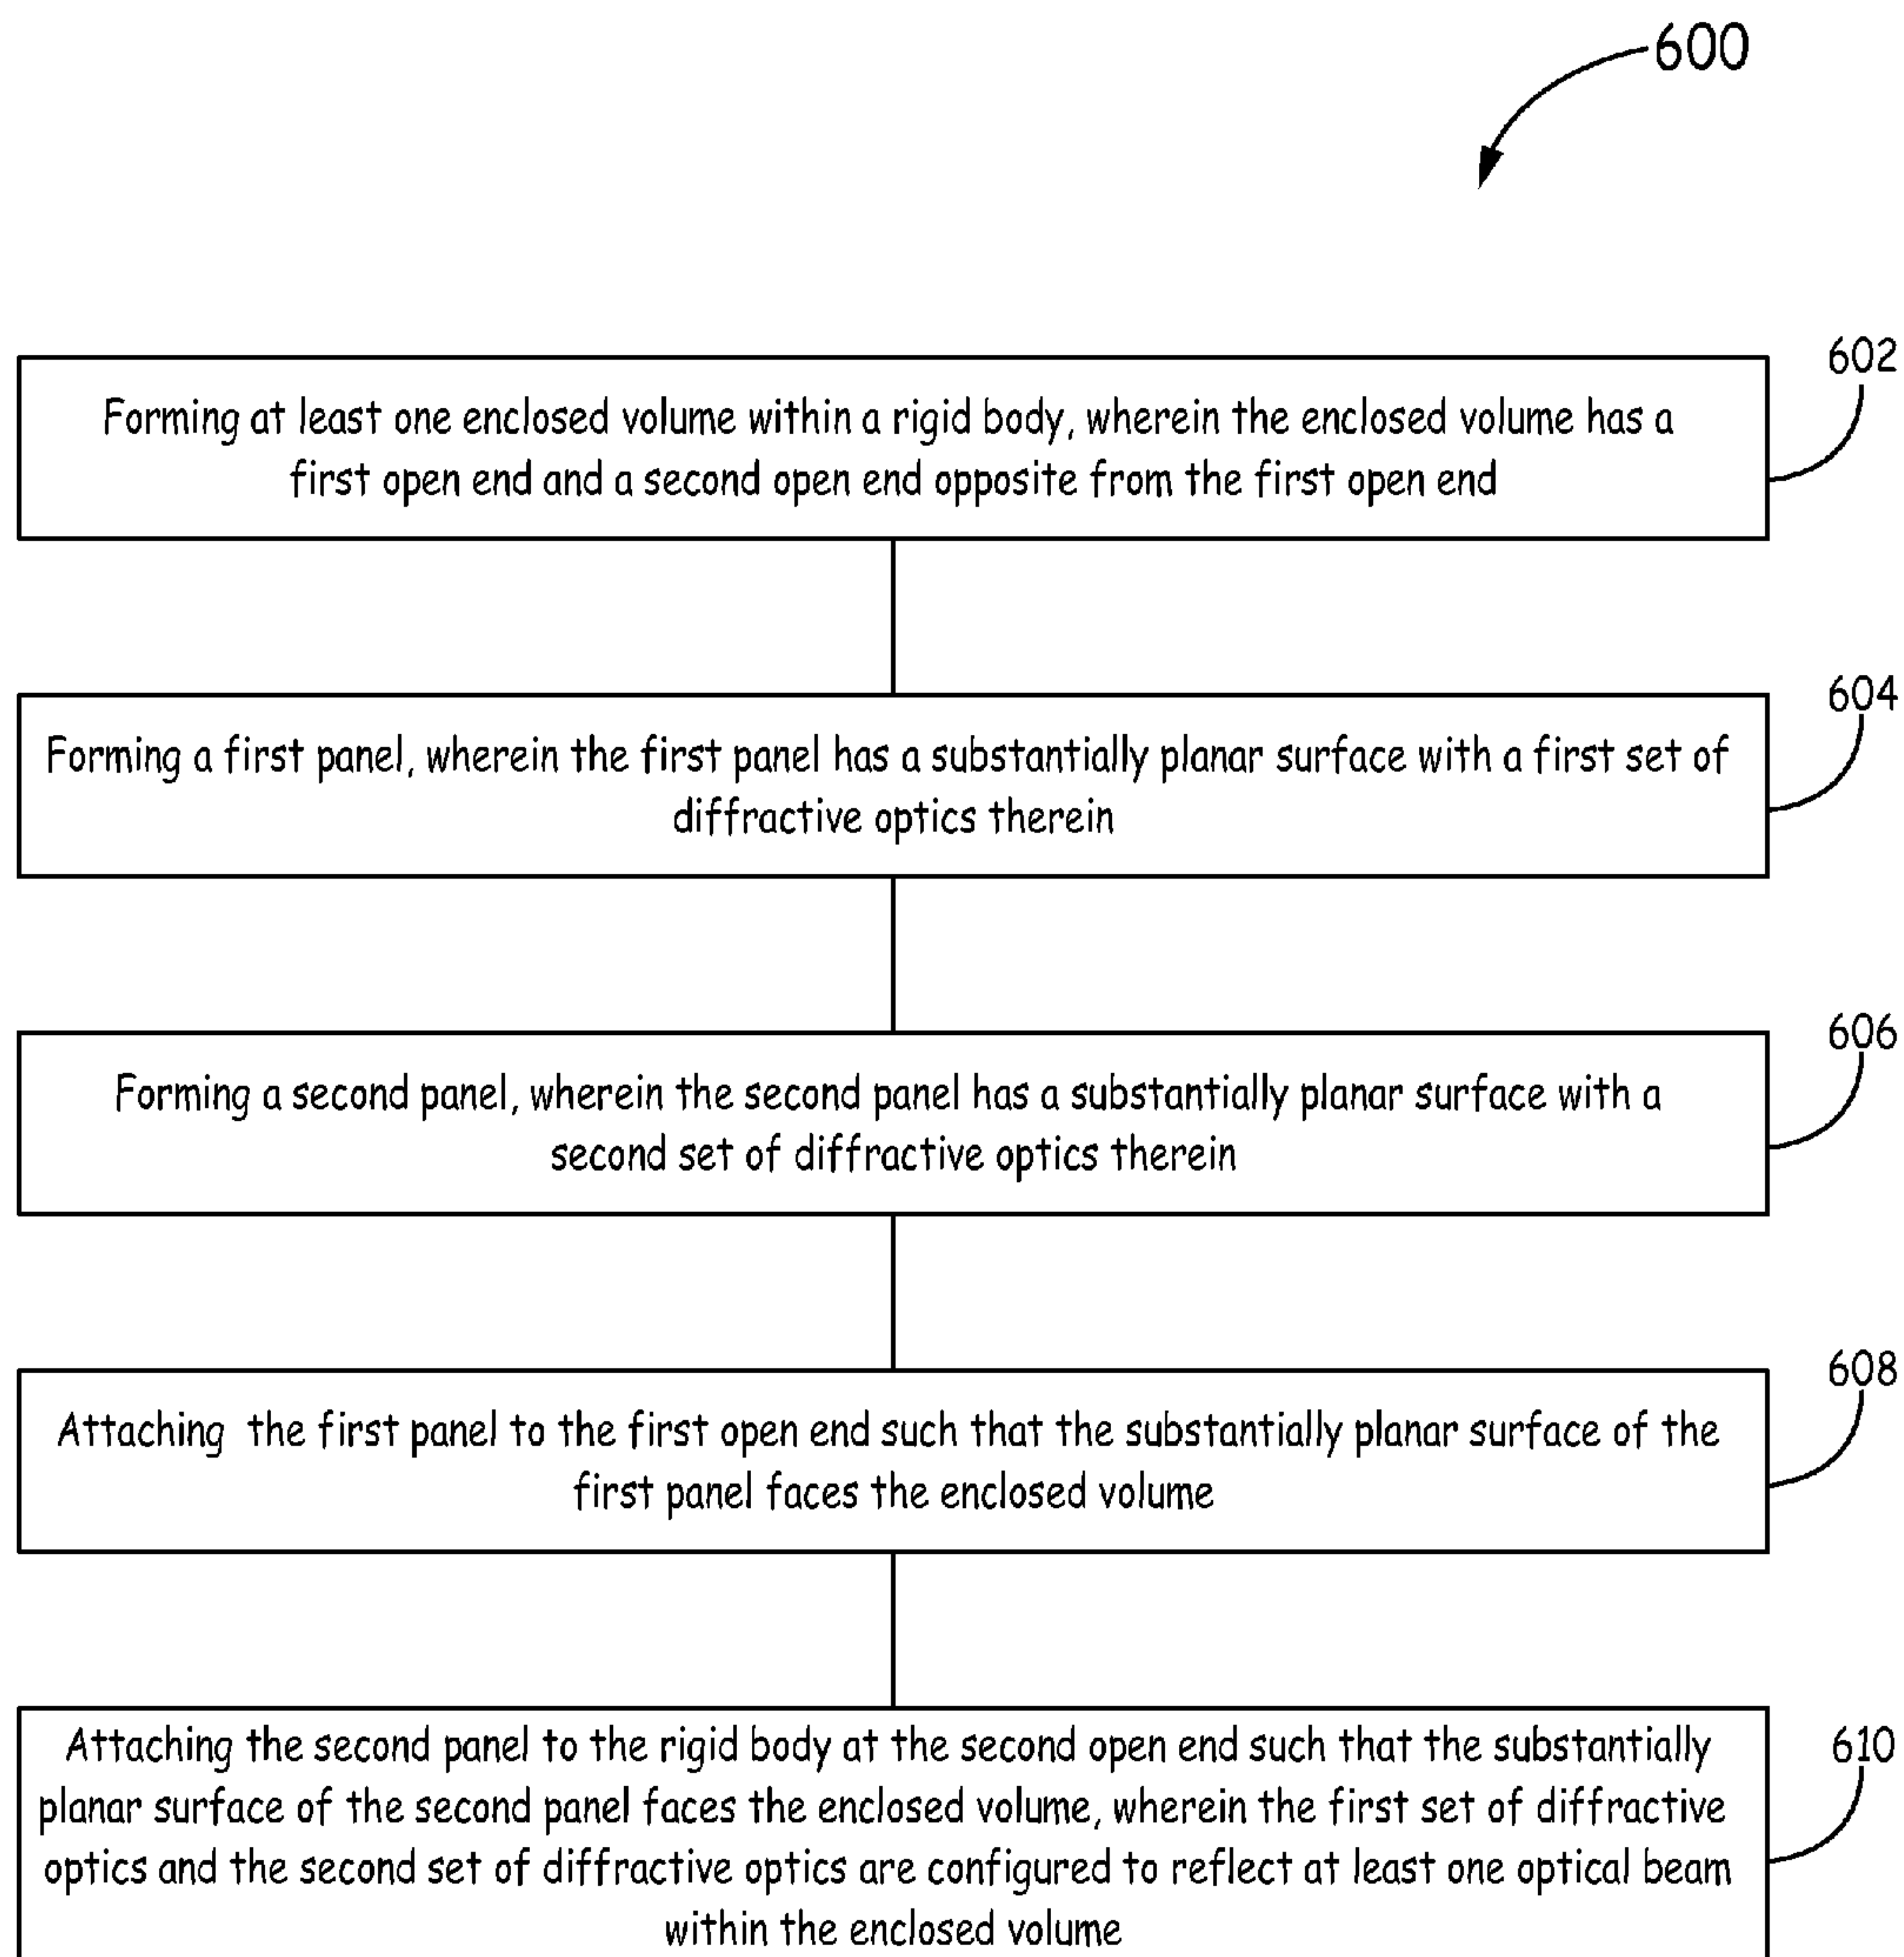 600
602
Forming at least one enclosed volume within a rigid body, wherein the enclosed volume has a
first open end and a second open end opposite from the first open end
604
Forming a first panel, wherein the first panel has a substantially planar surface with a first set of
diffractive optics therein
606
Forming a second panel, wherein the second panel has a substantially planar surface with a
second set of diffractive optics therein
608
Attaching the first panel to the first open end such that the substantially planar surface of the
first panel faces the enclosed volume
610
Attaching the second panel to the rigid body at the second open end such that the substantially
planar surface of the second panel faces the enclosed volume, wherein the first set of diffractive
optics and the second set of diffractive optics are configured to reflect at least one optical beam
within the enclosed volume